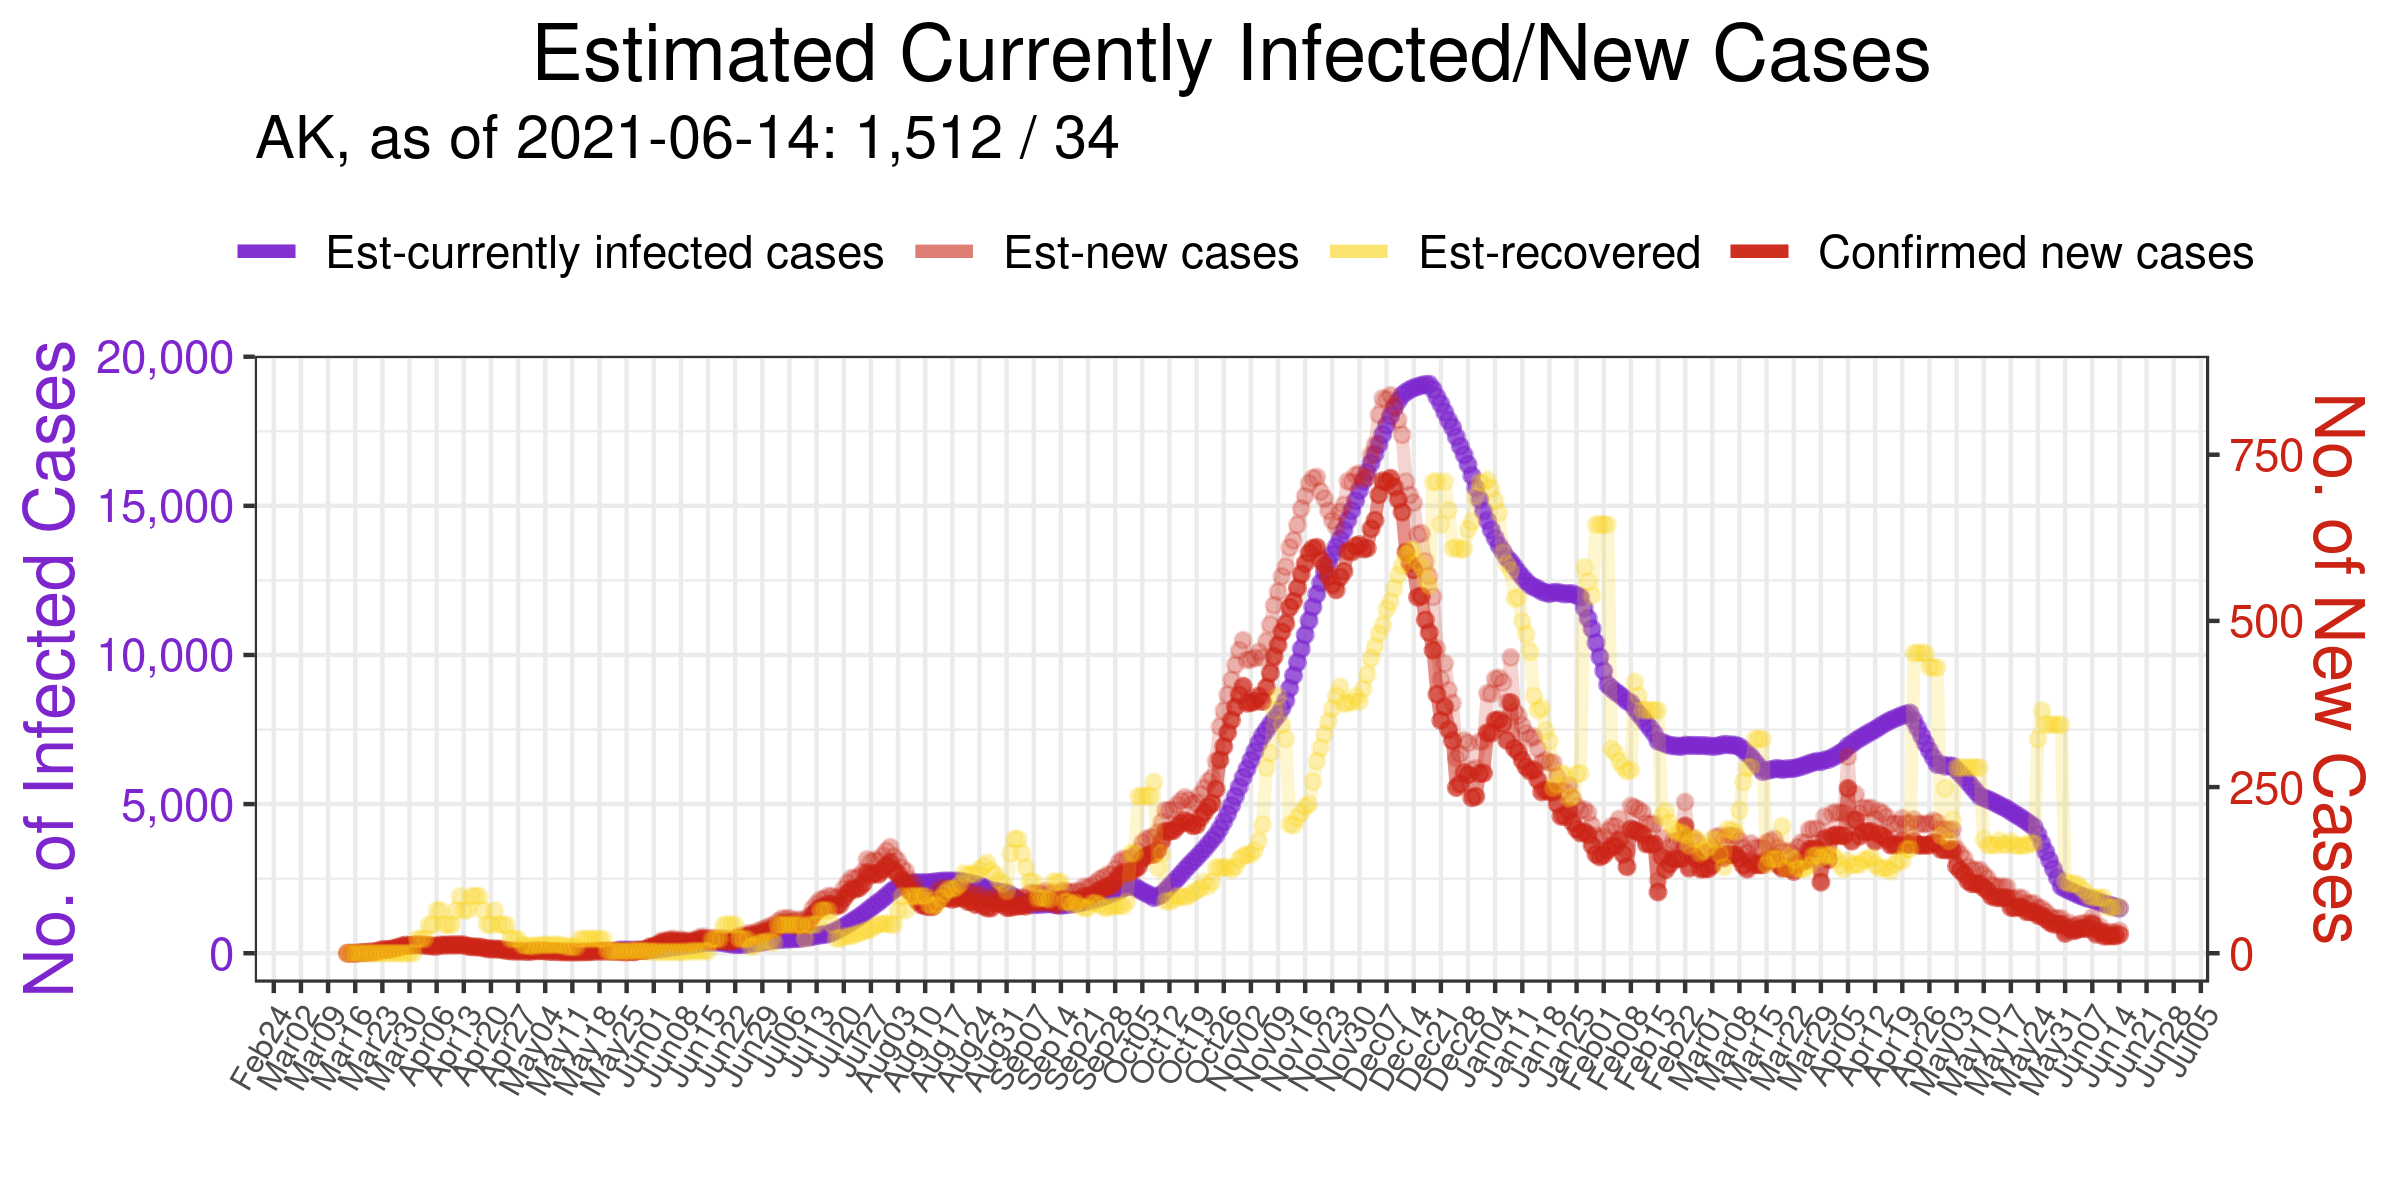 Estimated Currently Infected/New Cases
AK, as of 2021-06-14: 1,512 / 34
Est-currently infected cases
Est-new cases
Est-recovered
Confirmed new cases
No. of Infected Cases
20,000
15,000
10,000
5,000
0
No. of New Cases
750
500
250
0
Feb24
Mar02
Mar09
Mar16
Mar23
Mar30
Apr06
Apr13
Apr20
Apr27
May04
May11
May18
May25
Jun01
Jun08
Jun15
Jun22
Jun29
Jul06
Jul13
Jul20
Jul27
Aug03
Aug10
Aug17
Aug24
Aug31
Sep07
Sep14
Sep21
Sep28
Oct05
Oct12
Oct19
Oct26
Nov02
Nov09
Nov16
Nov23
Nov30
Dec07
Dec14
Dec21
Dec28
Jan04
Jan11
Jan18
Jan25
Feb01
Feb08
Feb15
Feb22
Mar01
Mar08
Mar15
Mar22
Mar29
Apr05
Apr12
Apr19
Apr26
May03
May10
May17
May24
May31
Jun07
Jun14
Jun21
Jun28
Jul05